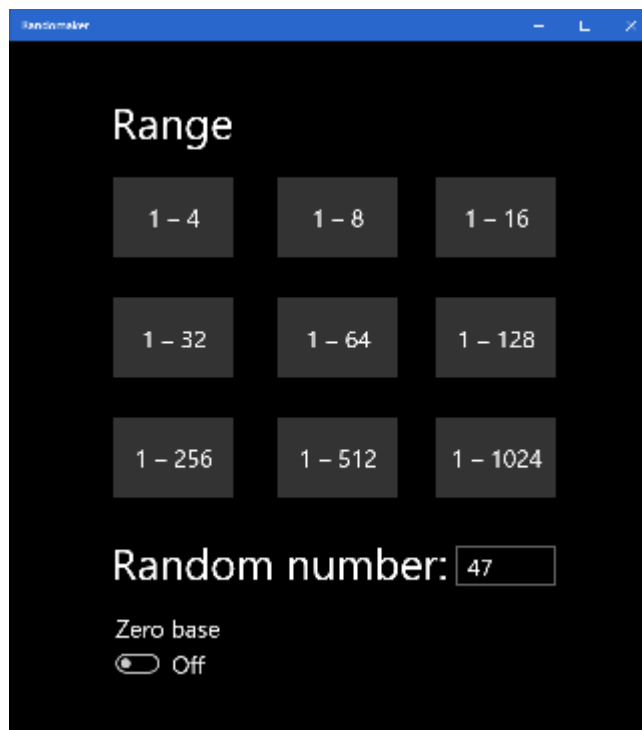 Randomaker
Range
1 – 4
1 – 8
1 – 16
1 – 32
1 – 64
1 – 128
1 – 256
1 – 512
1 – 1024
Random number: 47
Zero base
Off